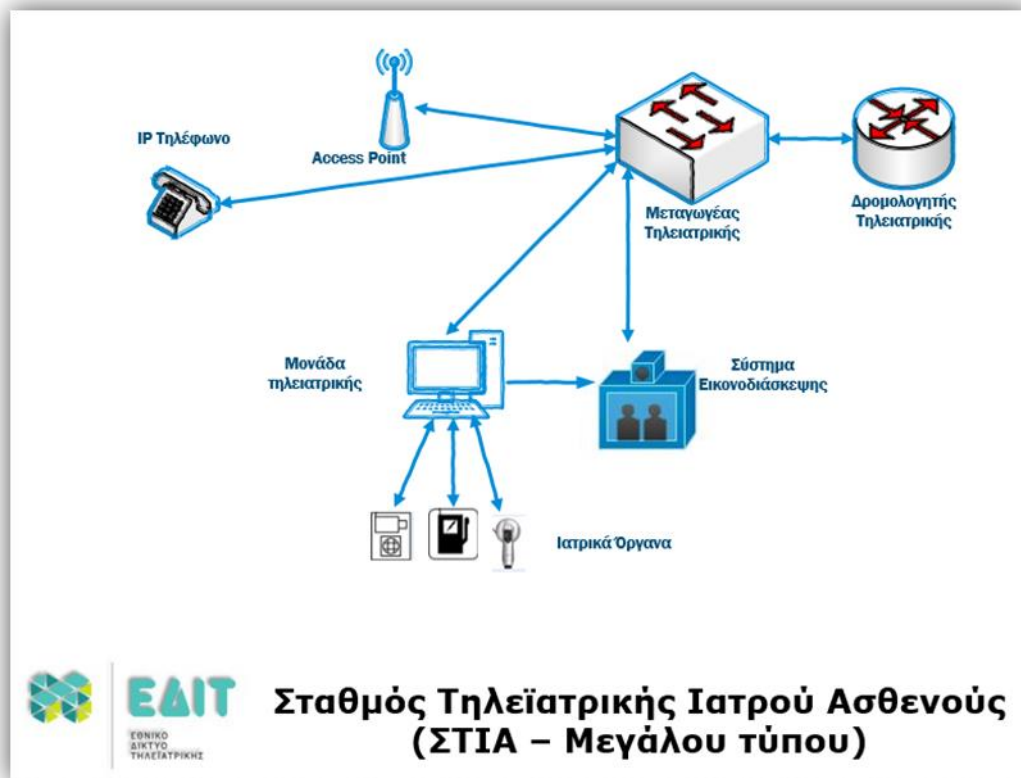 IP Τηλέφωνο
Access Point
Μεταγωγέας
Τηλειατρικής
Δρομολογητής
Τηλειατρικής
Μονάδα
τηλειατρικής
Σύστημα
Εικονοδιάσκεψης
Ιατρικά Όργανα
ΕΔΙΤ
ΕΘΝΙΚΟ
ΔΙΚΤΥΟ
ΤΗΛΕΪΑΤΡΙΚΗΣ
Σταθμός Τηλεϊατρικής Ιατρού Ασθενούς
(ΣΤΙΑ – Μεγάλου τύπου)